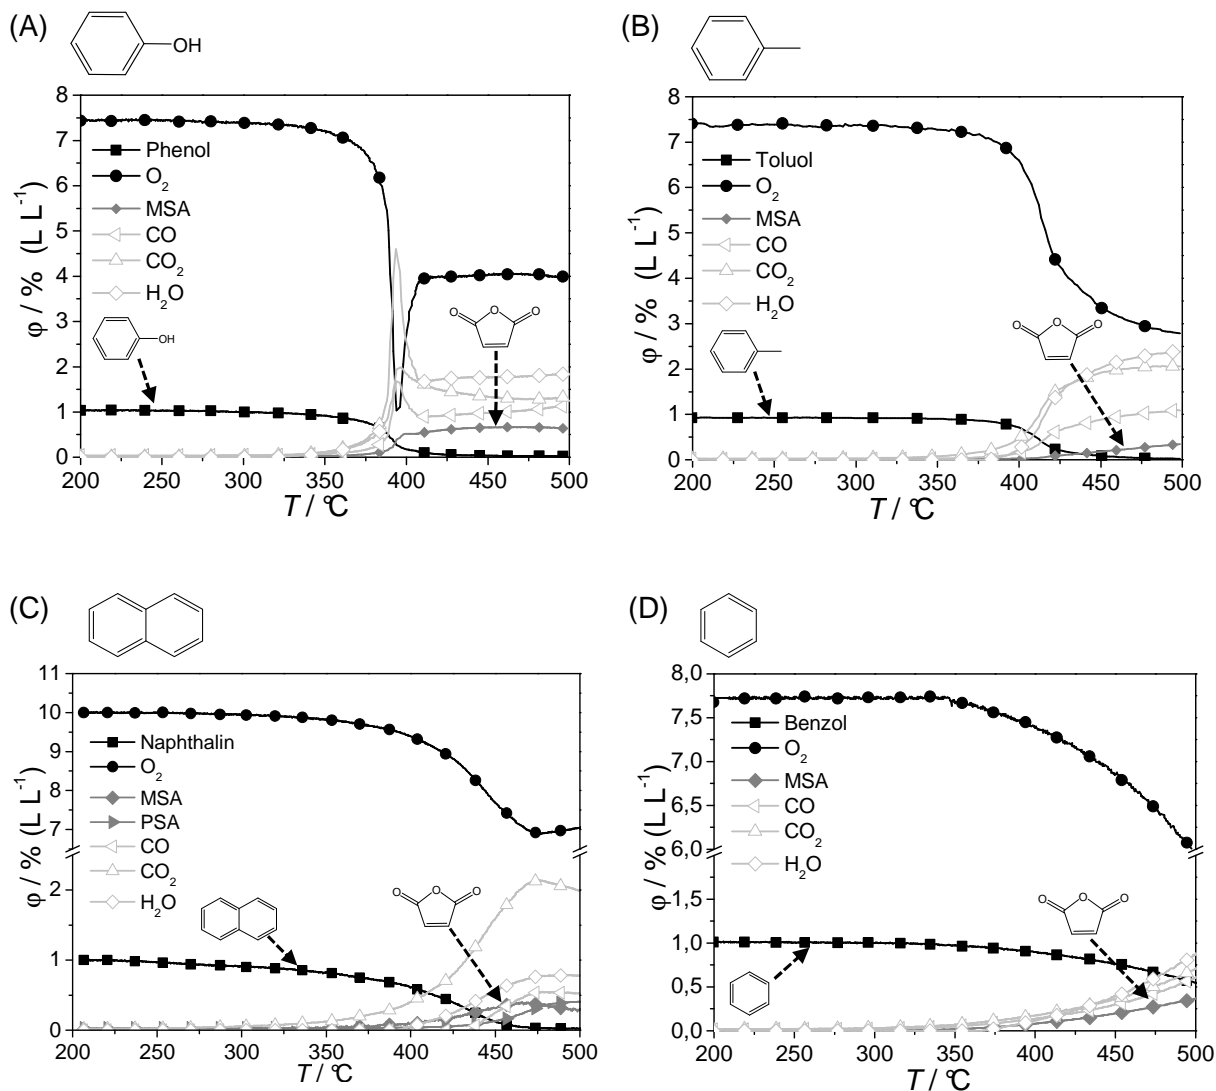 (A)
OH
8
7
6
5
4
3
2
1
0
φ / % (L L⁻¹)
Phenol
O₂
MSA
CO
CO₂
H₂O
OH
O
O
O
200 250 300 350 400 450 500
T / °C
(B)
8
7
6
5
4
3
2
1
0
φ / % (L L⁻¹)
Toluol
O₂
MSA
CO
CO₂
H₂O
O
O
O
200 250 300 350 400 450 500
T / °C
(C)
11
10
9
8
7
2
1
0
φ / % (L L⁻¹)
Naphthalin
O₂
MSA
PSA
CO
CO₂
H₂O
O
O
O
200 250 300 350 400 450 500
T / °C
(D)
8,0
7,5
7,0
6,5
6,0
1,5
1,0
0,5
0,0
φ / % (L L⁻¹)
Benzol
O₂
MSA
CO
CO₂
H₂O
O
O
O
200 250 300 350 400 450 500
T / °C